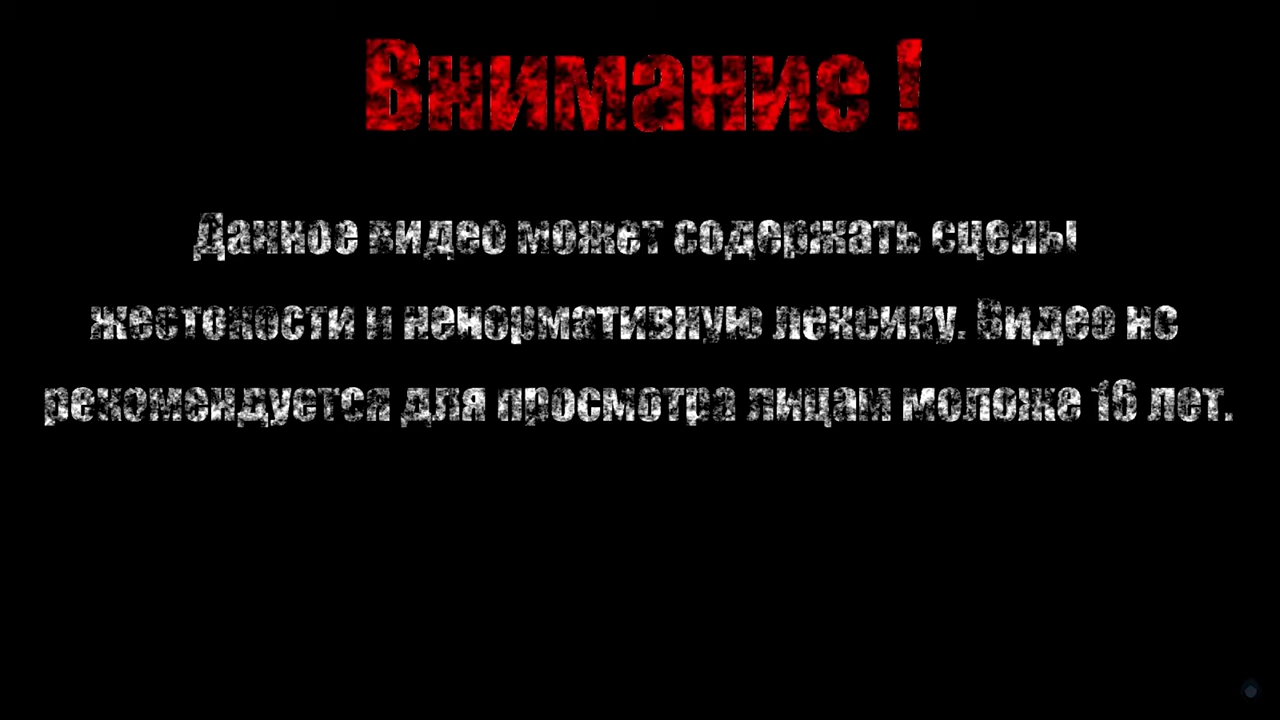 Внимание !
Данное видео может содержать сцены
жестокости и ненормативную лексику. Видео не
рекомендуется для просмотра лицам моложе 16 лет.